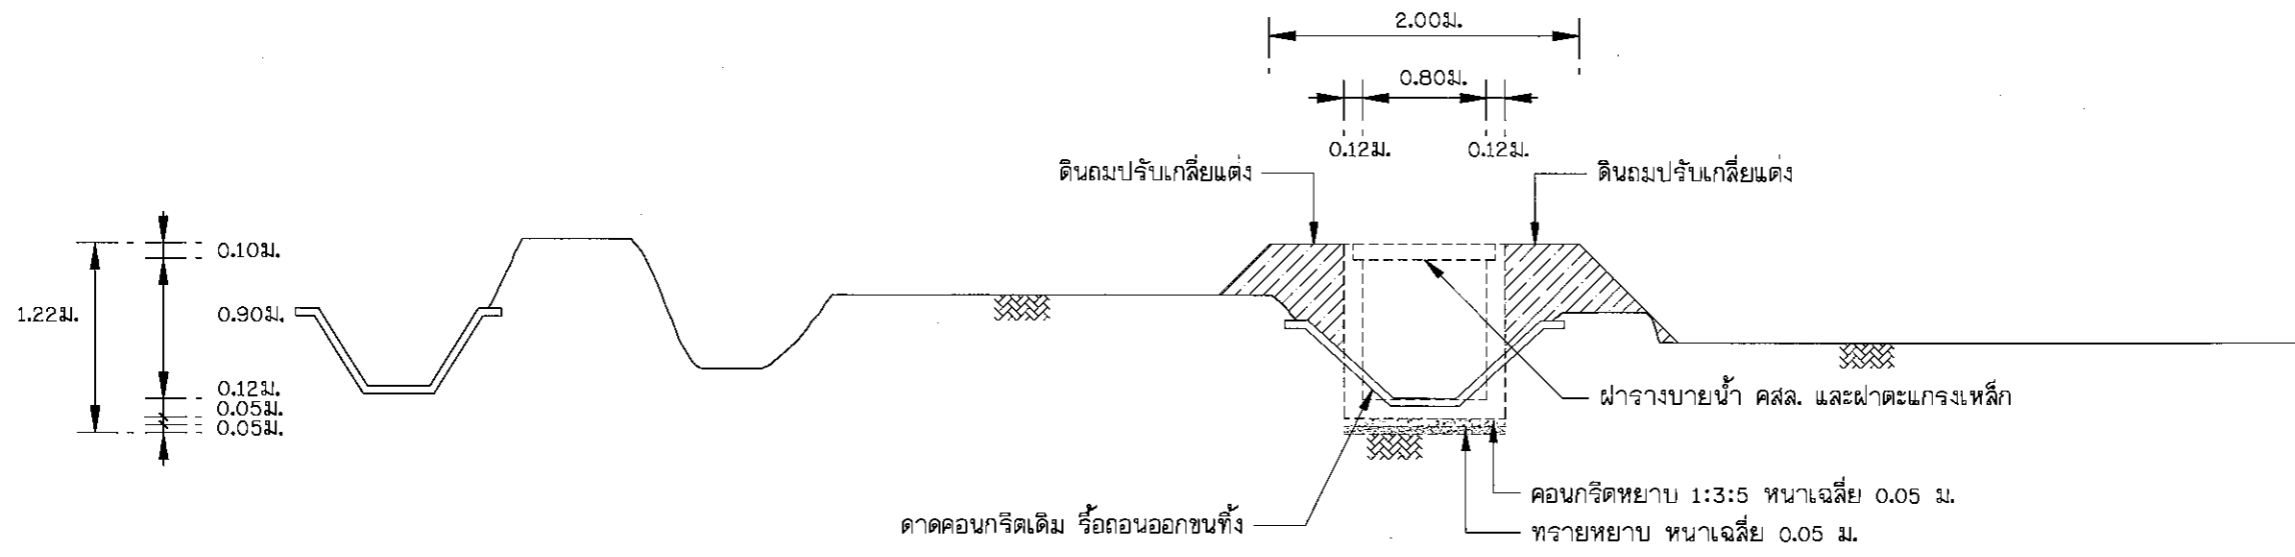 2.00ม.
0.80ม.
0.12ม. 0.12ม.
ดินถมปรับเกลี่ยแต่ง
ดินถมปรับเกลี่ยแต่ง
0.10ม.
1.22ม.
0.90ม.
0.12ม.
0.05ม.
0.05ม.
ฝารางบายน้ำ คสล. และฝาตะแกรงเหล็ก
คอนกรีตหยาบ 1:3:5 หนาเฉลี่ย 0.05 ม.
ดาดคอนกรีตเดิม รื้อถอนออกขนทิ้ง
ทรายหยาบ หนาเฉลี่ย 0.05 ม.